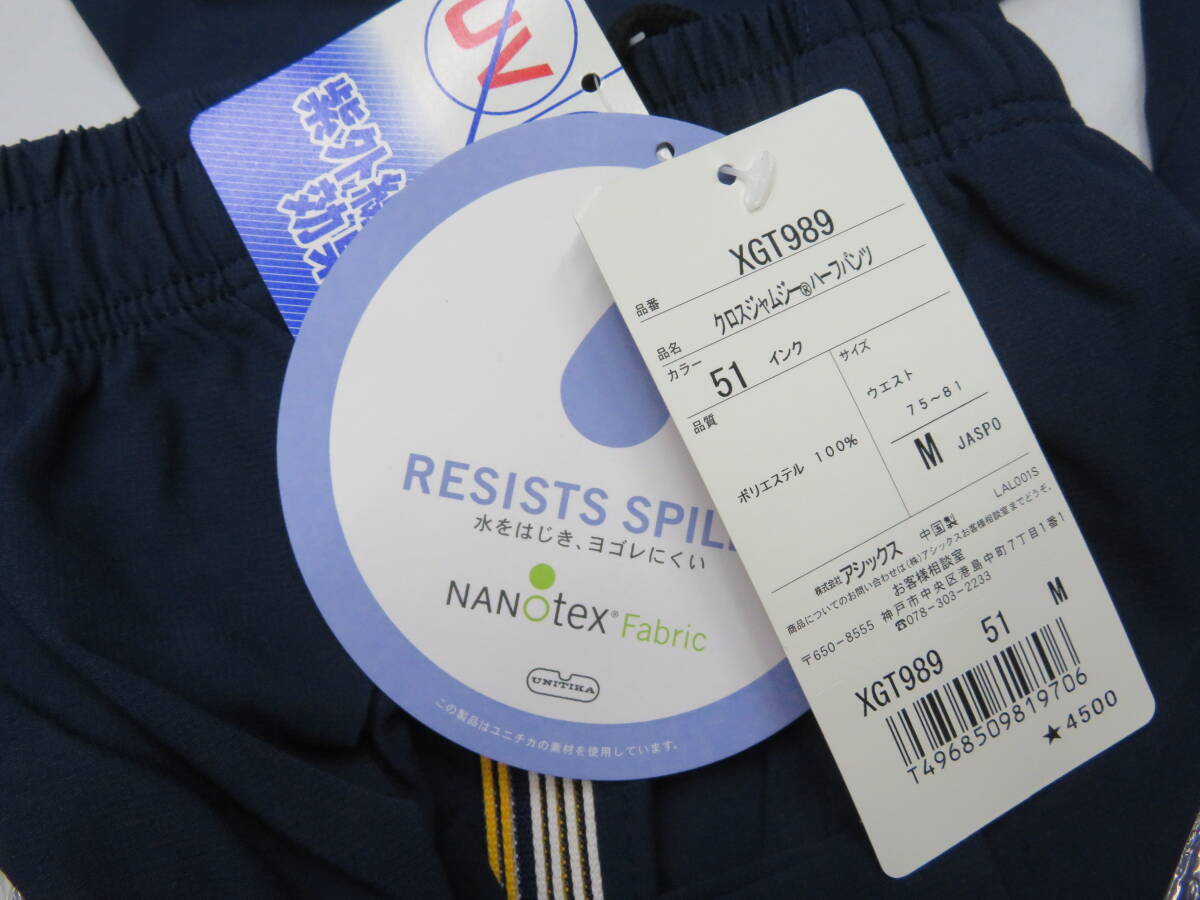 UV
紫外線
効果
RESISTS SPIL
水をはじき、ヨゴレにくい
NANOtex® Fabric
UNITIKA
この製品はユニチカの素材を使用しています。
品番 XGT989
品名 クロスジャムジー®ハーフパンツ
カラー 51 インク
サイズ
ウエスト
75~81
M JASPO
品質
ポリエステル 100%
LAL001S
株式会社アシックス 中国製
商品についてのお問い合わせは(株)アシックスお客様相談室までどうぞ。
お客様相談室
〒650-8555 神戸市中央区港島中町7丁目1番1
☎078-303-2233
XGT989 51 M
T4968509819706
★4500